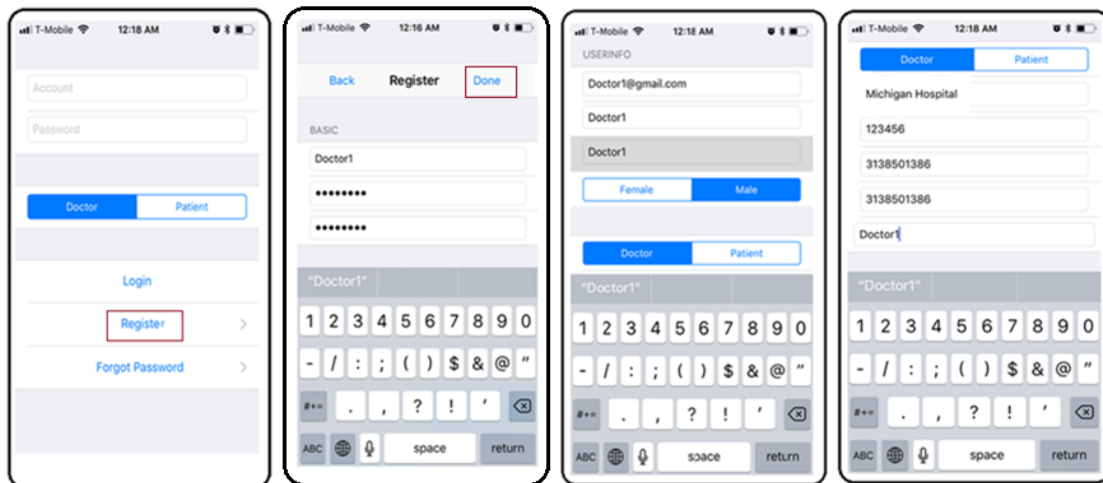 T-Mobile 12:18 AM
Account
Password
Doctor Patient
Login
Register
Forgot Password
T-Mobile 12:16 AM
Back Register Done
BASIC
Doctor1
••••••••
••••••••
"Doctor1"
1 2 3 4 5 6 7 8 9 0
- / : ; ( ) $ & @ "
#+= . , ? ! '
ABC space return
T-Mobile 12:18 AM
USERINFO
Doctor1@gmail.com
Doctor1
Doctor1
Female Male
Doctor Patient
"Doctor1"
1 2 3 4 5 6 7 8 9 0
- / : ; ( ) $ & @ "
#+= . , ? ! '
ABC space return
T-Mobile 12:18 AM
Doctor Patient
Michigan Hospital
123456
3138501386
3138501386
Doctor1
"Doctor1"
1 2 3 4 5 6 7 8 9 0
- / : ; ( ) $ & @ "
#+= . , ? ! '
ABC space return